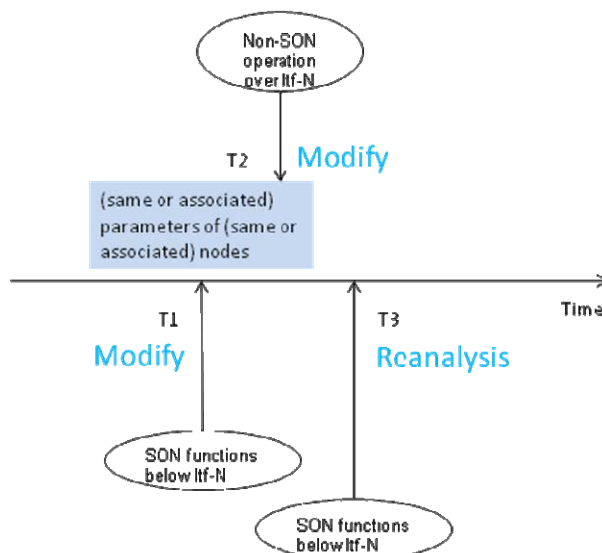 Non-SON
operation
over Itf-N
T2 Modify
(same or associated)
parameters of (same or
associated) nodes
Time
T1
Modify
T3
Reanalysis
SON functions
below Itf-N
SON functions
below Itf-N